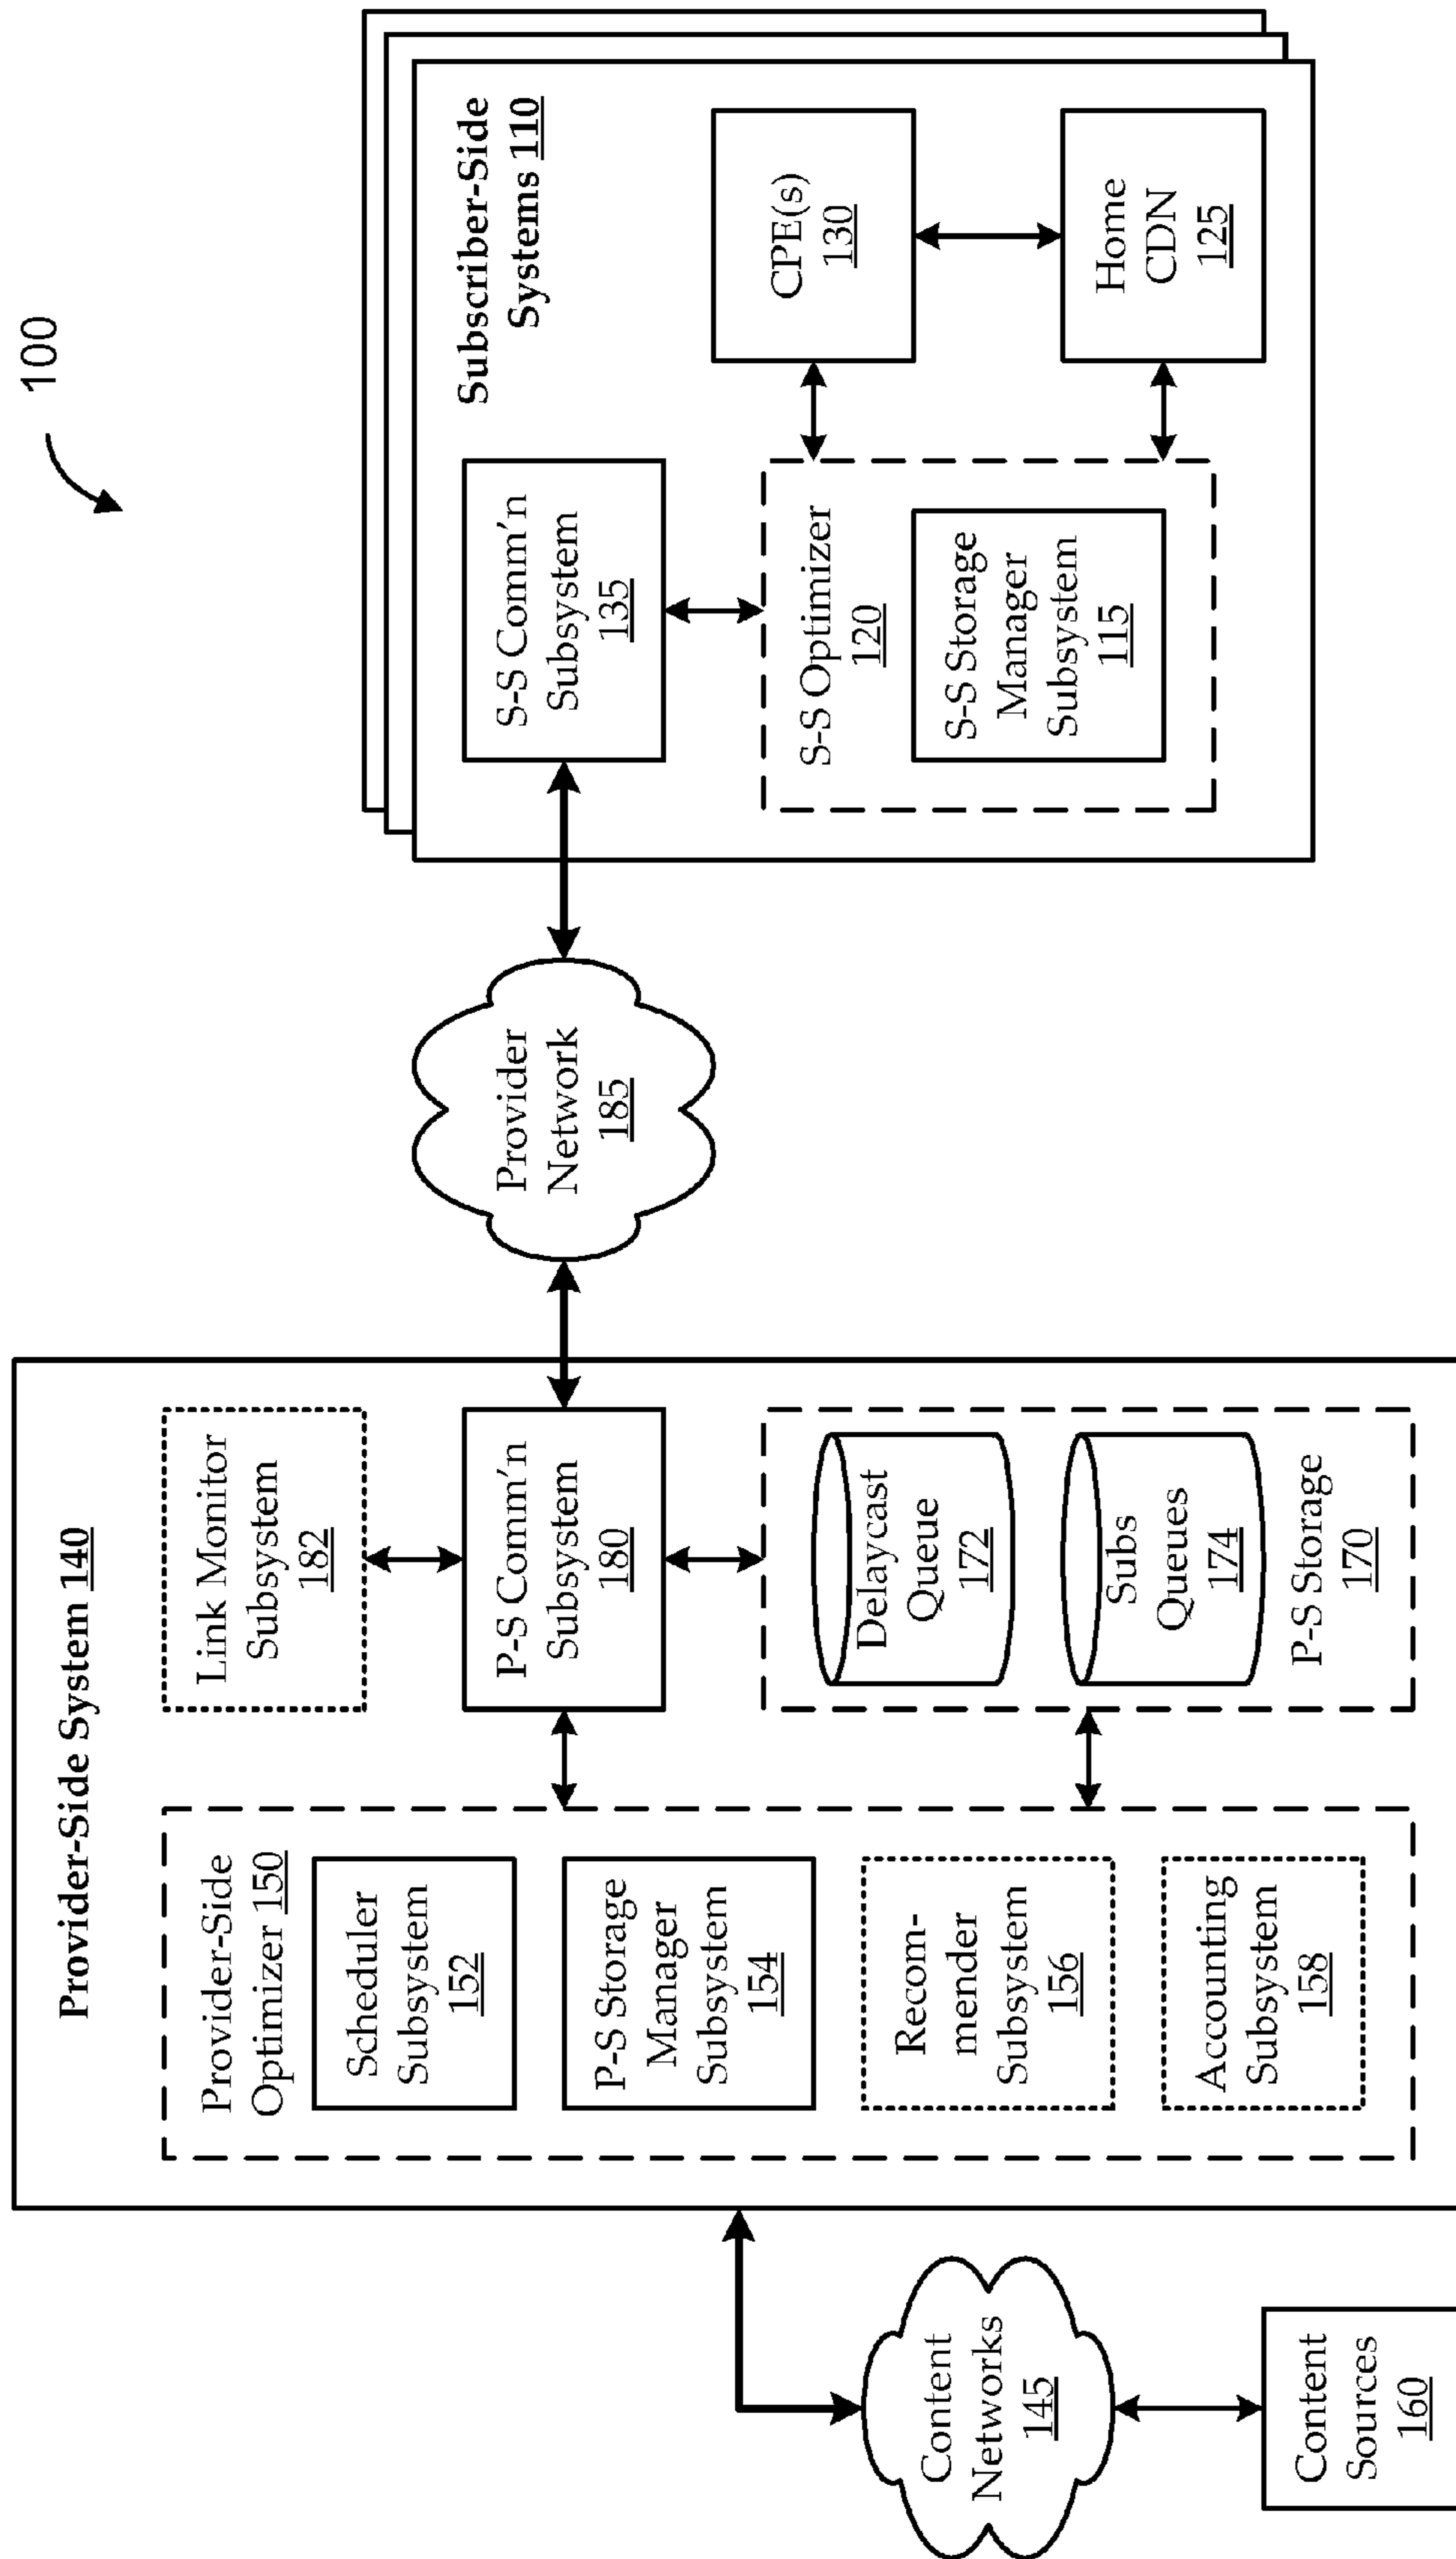 100
Provider-Side System 140
Provider-Side
Optimizer 150
Scheduler
Subsystem
152
P-S Storage
Manager
Subsystem
154
Recom-
mender
Subsystem
156
Accounting
Subsystem
158
Link Monitor
Subsystem
182
P-S Comm'n
Subsystem
180
Delaycast
Queue
172
Subs
Queues
174
P-S Storage
170
Content
Networks
145
Content
Sources
160
Provider
Network
185
Subscriber-Side
Systems 110
S-S Comm'n
Subsystem
135
S-S Optimizer
120
S-S Storage
Manager
Subsystem
115
CPE(s)
130
Home
CDN
125